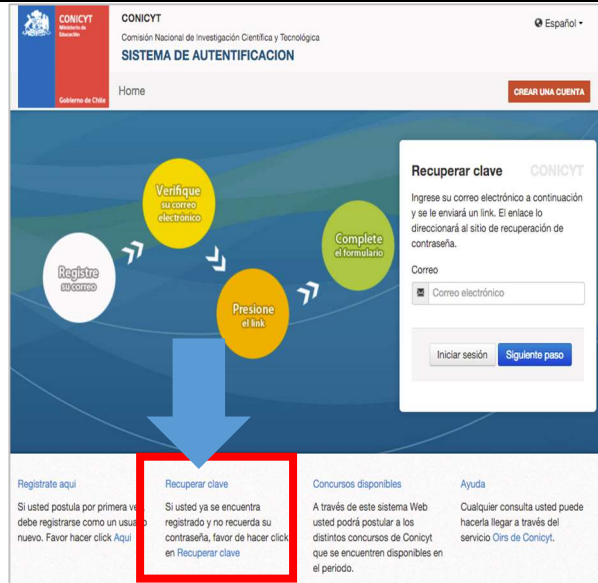 CONICYT
Ministerio de
Educación
Gobierno de Chile
CONICYT
Comisión Nacional de Investigación Científica y Tecnológica
SISTEMA DE AUTENTIFICACION
Español
Home
CREAR UNA CUENTA
Registre
su correo
Verifique
su correo
electrónico
Presione
el link
Complete
el formulario
Recuperar clave
CONICYT
Ingrese su correo electrónico a continuación
y se le enviará un link. El enlace lo
direccionará al sitio de recuperación de
contraseña.
Correo
Correo electrónico
Iniciar sesión
Siguiente paso
Registrate aqui
Si usted postula por primera vez
debe registrarse como un usuario
nuevo. Favor hacer click Aqui
Recuperar clave
Si usted ya se encuentra
registrado y no recuerda su
contraseña, favor de hacer click
en Recuperar clave
Concursos disponibles
A través de este sistema Web
usted podrá postular a los
distintos concursos de Conicyt
que se encuentren disponibles en
el periodo.
Ayuda
Cualquier consulta usted puede
hacerla llegar a través del
servicio Oirs de Conicyt.